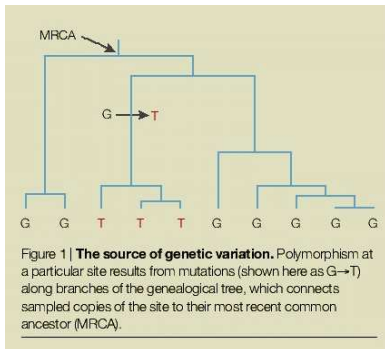 MRCA
G→T
G G T T T G G G G G
Figure 1 | The source of genetic variation. Polymorphism at
a particular site results from mutations (shown here as G→T)
along branches of the genealogical tree, which connects
sampled copies of the site to their most recent common
ancestor (MRCA).